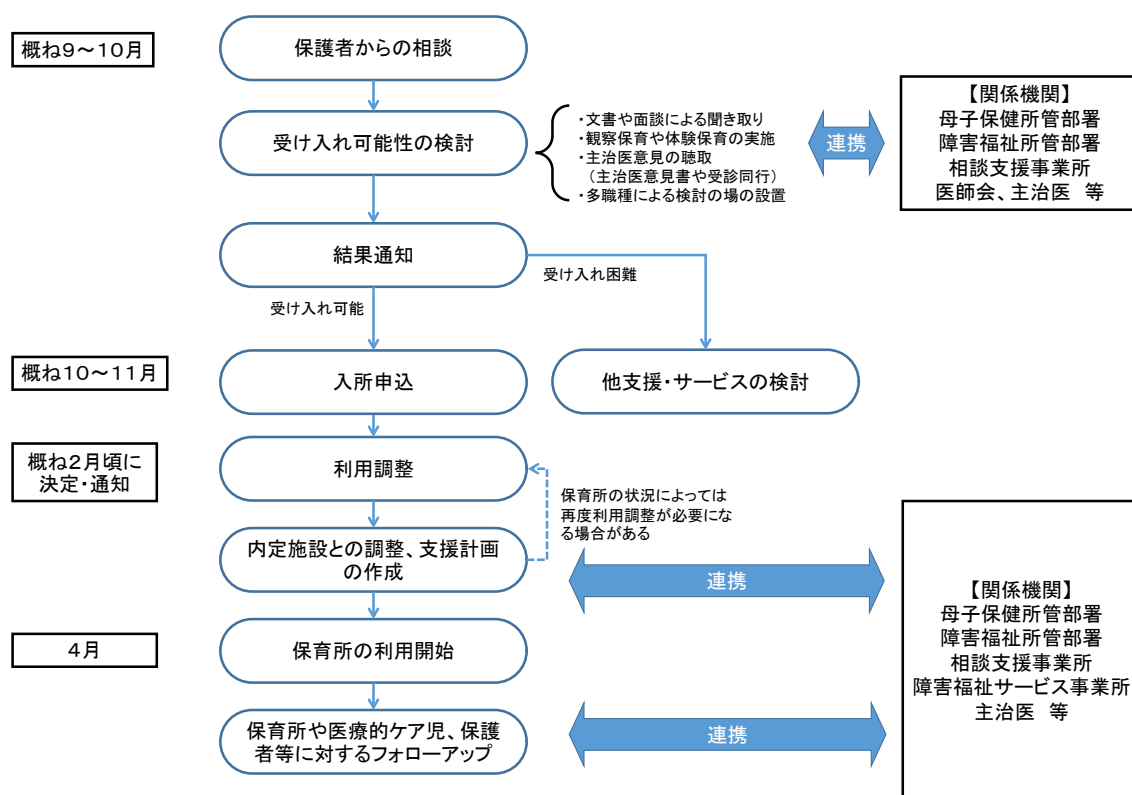 概ね9～10月
保護者からの相談
受け入れ可能性の検討
・文書や面談による聞き取り
・観察保育や体験保育の実施
・主治医意見の聴取
（主治医意見書や受診同行）
・多職種による検討の場の設置
連携
【関係機関】
母子保健所管部署
障害福祉所管部署
相談支援事業所
医師会、主治医　等
結果通知
受け入れ困難
受け入れ可能
概ね10～11月
入所申込
他支援・サービスの検討
概ね2月頃に
決定・通知
利用調整
保育所の状況によっては
再度利用調整が必要にな
る場合がある
内定施設との調整、支援計画
の作成
連携
【関係機関】
母子保健所管部署
障害福祉所管部署
相談支援事業所
障害福祉サービス事業所
主治医　等
4月
保育所の利用開始
保育所や医療的ケア児、保護
者等に対するフォローアップ
連携